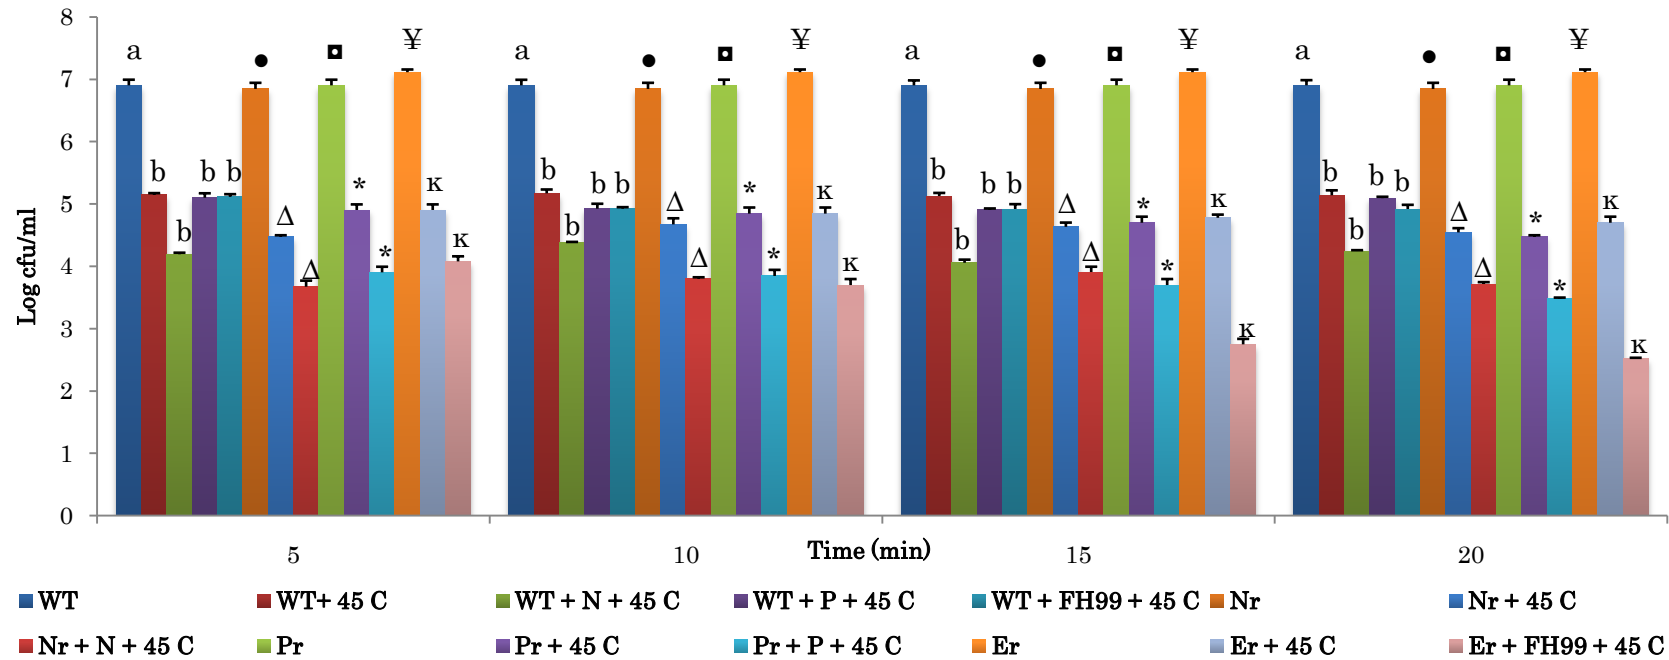 8
a ● ◘ ¥ a ● ◘ ¥ a ● ◘ ¥ a ● ◘ ¥
7
6
b b b b Δ Δ * * κ κ b b b b Δ Δ * * κ κ b b b b Δ Δ * * κ κ b b b b Δ Δ * * κ κ
5
4
3
2
1
0
Log cfu/ml
5 10 15 20
Time (min)
WT WT+ 45 C WT + N + 45 C WT + P + 45 C WT + FH99 + 45 C Nr Nr + 45 C
Nr + N + 45 C Pr Pr + 45 C Pr + P + 45 C Er Er + 45 C Er + FH99 + 45 C